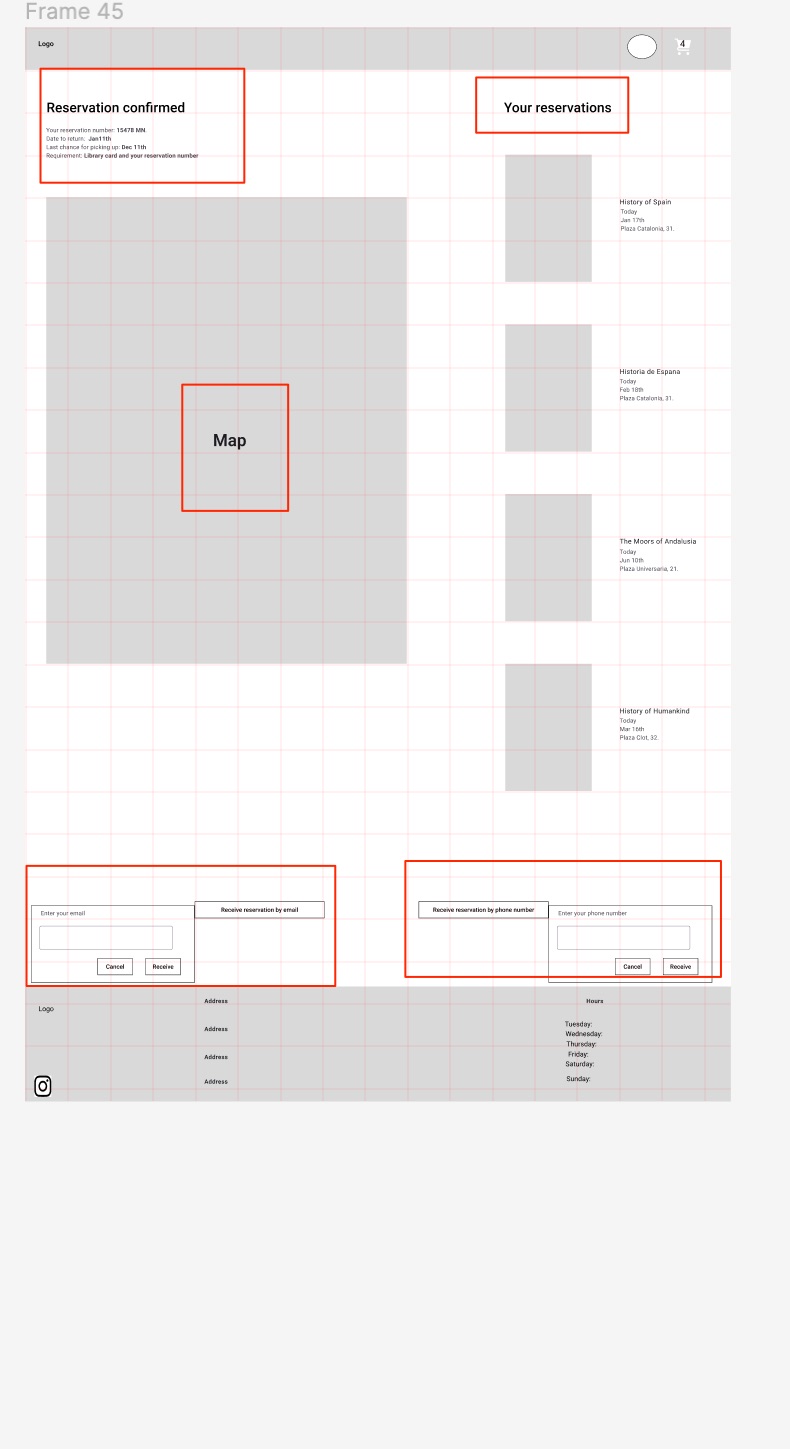 Frame 45
Logo
4
Reservation confirmed
Your reservation number: 15478 MN
Date to return: Jan11th
Last chance for picking up: Dec 11th
Requirement: Library card and your reservation number
Map
Your reservations
History of Spain
Today
Jan 17th
Plaza Catalonia, 31.
Historia de Espana
Today
Feb 18th
Plaza Catalonia, 31.
The Moors of Andalusia
Today
Jun 10th
Plaza Universaria, 21.
History of Humankind
Today
Mar 16th
Plaza Clot, 32.
Enter your email
Receive reservation by email
Cancel
Receive
Receive reservation by phone number
Enter your phone number
Cancel
Receive
Logo
Address
Address
Address
Address
Hours
Tuesday:
Wednesday:
Thursday:
Friday:
Saturday:
Sunday: